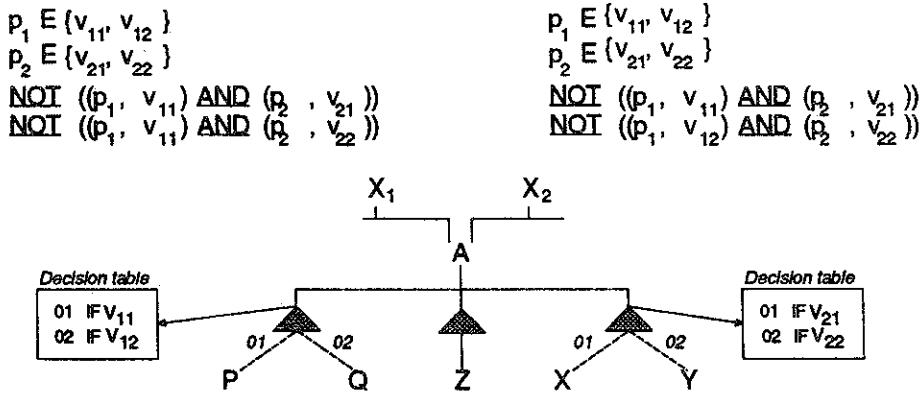 p₁ E {v₁₁, v₁₂ }
p₂ E {v₂₁, v₂₂ }
NOT ((p₁ , v₁₁) AND (p₂ , v₂₁ ))
NOT ((p₁ , v₁₁) AND (p₂ , v₂₂ ))
p₁ E {v₁₁, v₁₂ }
p₂ E {v₂₁, v₂₂ }
NOT ((p₁ , v₁₁) AND (p₂ , v₂₁ ))
NOT ((p₁ , v₁₂) AND (p₂ , v₂₂ ))
X₁ X₂
A
Decision table
01 IF V₁₁
02 IF V₁₂
Decision table
01 IF V₂₁
02 IF V₂₂
01 02 01 02
P Q Z X Y